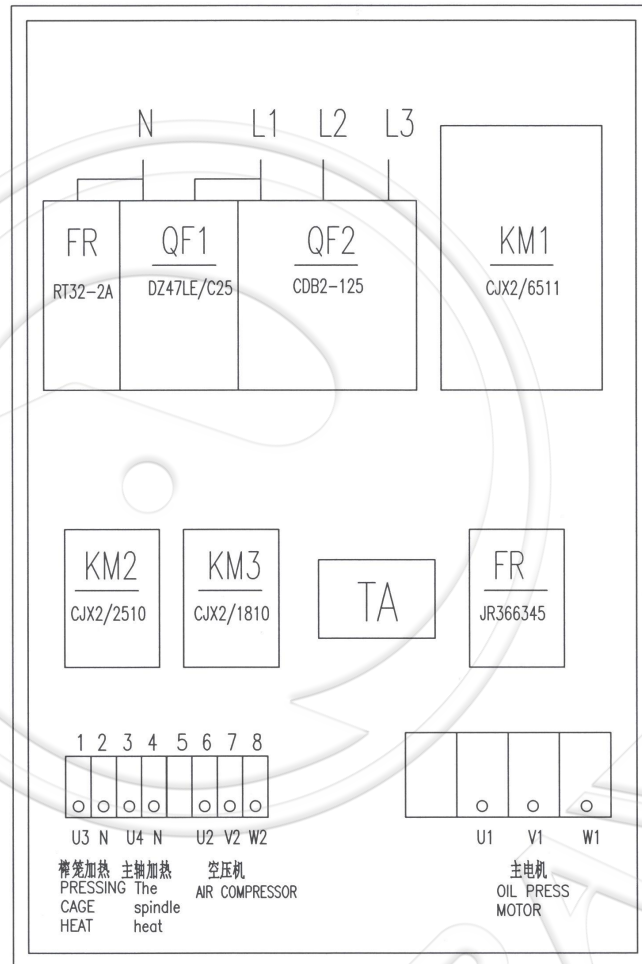 N L1 L2 L3
FR QF1 QF2 KM1
RT32-2A DZ47LE/C25 CDB2-125 CJX2/6511
KM2 KM3 TA FR
CJX2/2510 CJX2/1810 JR366345
1 2 3 4 5 6 7 8
U3 N U4 N U2 V2 W2 U1 V1 W1
榨笼加热 主轴加热 空压机 主电机
PRESSING The AIR COMPRESSOR OIL PRESS
CAGE spindle MOTOR
HEAT heat